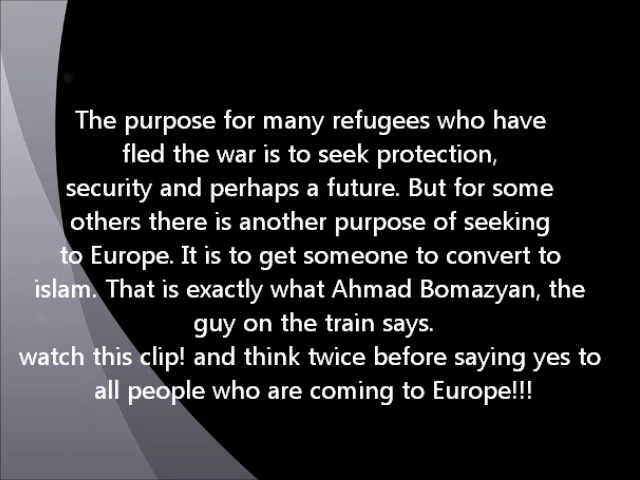 The purpose for many refugees who have
fled the war is to seek protection,
security and perhaps a future. But for some
others there is another purpose of seeking
to Europe. It is to get someone to convert to
islam. That is exactly what Ahmad Bomazyan, the
guy on the train says.
watch this clip! and think twice before saying yes to
all people who are coming to Europe!!!